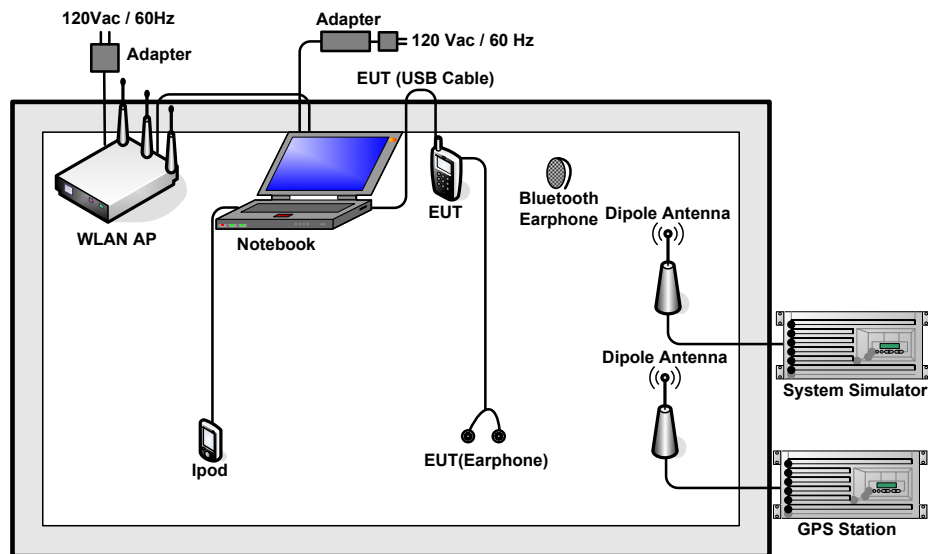 120Vac / 60Hz
Adapter
Adapter
120 Vac / 60 Hz
EUT (USB Cable)
WLAN AP
Notebook
EUT
Bluetooth
Earphone
Dipole Antenna
System Simulator
Dipole Antenna
Ipod
EUT(Earphone)
GPS Station